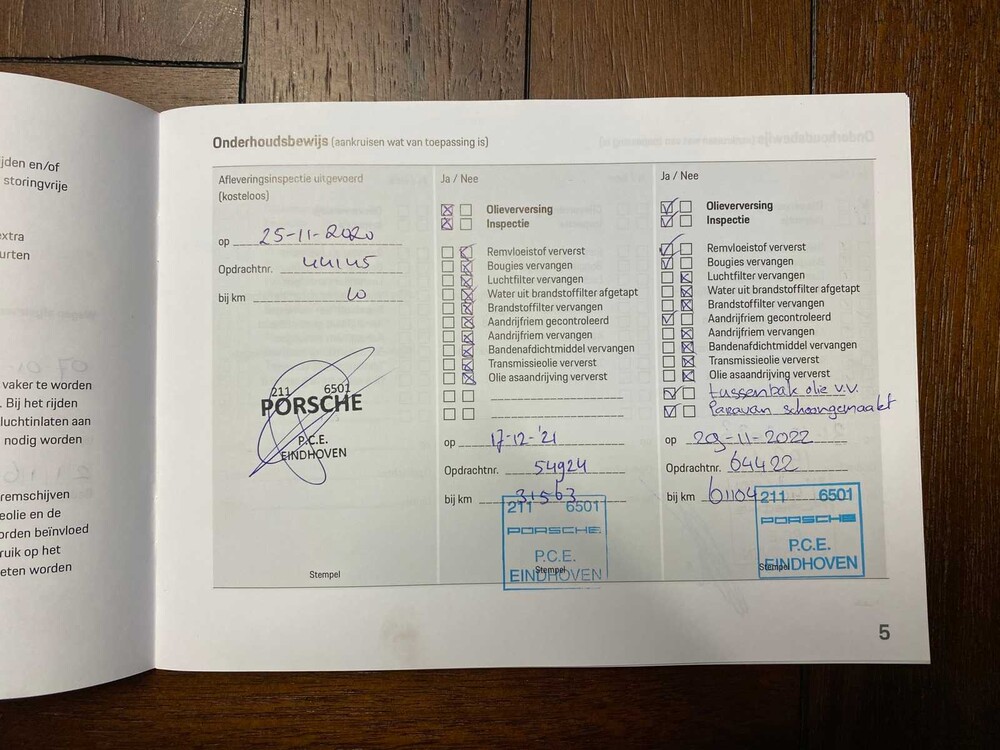 jden en/of
storingvrije
extra
urten
vaker te worden
. Bij het rijden
luchtinlaten aan
nodig worden
remschijven
eolie en de
orden beïnvloed
ruik op het
eten worden
Onderhoudsbewijs (aankruisen wat van toepassing is)
Afleveringsinspectie uitgevoerd
(kosteloos)
op 25-11-2020
Opdrachtnr. 44145
bij km 10
211 6501
PORSCHE
P.C.E.
EINDHOVEN
Stempel
Ja / Nee
Olieverversing
Inspectie
Remvloeistof ververst
Bougies vervangen
Luchtfilter vervangen
Water uit brandstoffilter afgetapt
Brandstoffilter vervangen
Aandrijfriem gecontroleerd
Aandrijfriem vervangen
Bandenafdichtmiddel vervangen
Transmissieolie ververst
Olie asaandrijving ververst
op 17-12-'21
Opdrachtnr. 54924
bij km 31563
211 6501
PORSCHE
P.C.E.
EINDHOVEN
Stempel
Ja / Nee
Olieverversing
Inspectie
Remvloeistof ververst
Bougies vervangen
Luchtfilter vervangen
Water uit brandstoffilter afgetapt
Brandstoffilter vervangen
Aandrijfriem gecontroleerd
Aandrijfriem vervangen
Bandenafdichtmiddel vervangen
Transmissieolie ververst
Olie asaandrijving ververst
tussenbak olie v.v.
Paravan schoongemaakt
op 29-11-2022
Opdrachtnr. 64422
bij km 61104
211 6501
PORSCHE
P.C.E.
EINDHOVEN
Stempel
5